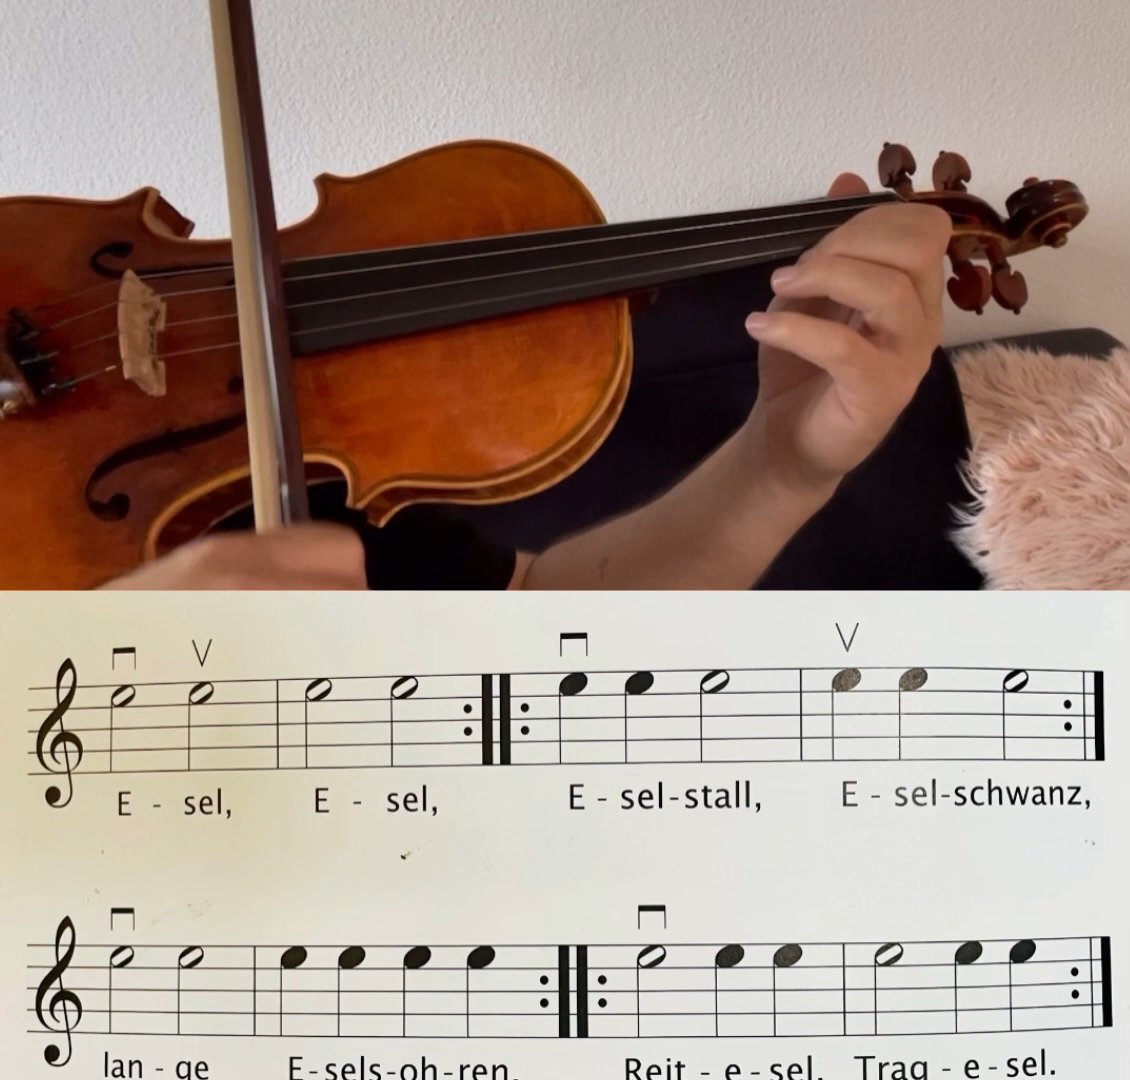 E - sel, E - sel, E - sel-stall, E - sel-schwanz,
lan - ge E-sels-oh-ren, Reit - e - sel, Trag - e - sel.